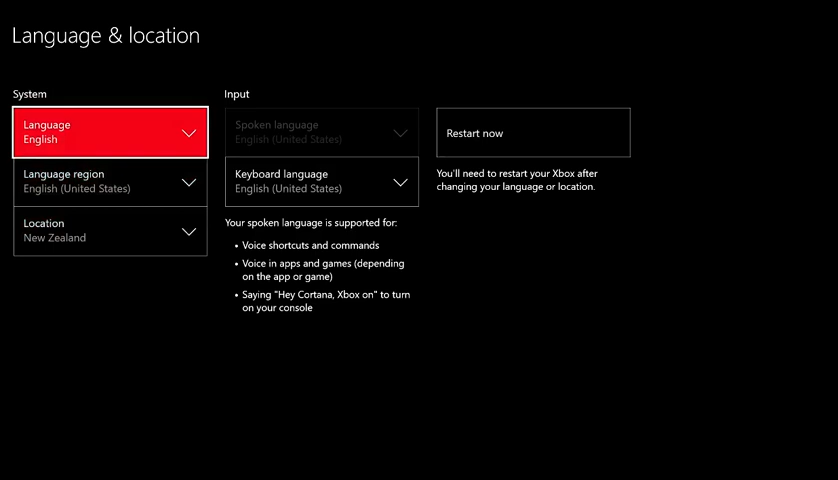 Language & location
System
Language
English
Language region
English (United States)
Location
New Zealand
Input
Spoken language
English (United States)
Keyboard language
English (United States)
Your spoken language is supported for:
• Voice shortcuts and commands
• Voice in apps and games (depending
on the app or game)
• Saying "Hey Cortana, Xbox on" to turn
on your console
Restart now
You'll need to restart your Xbox after
changing your language or location.